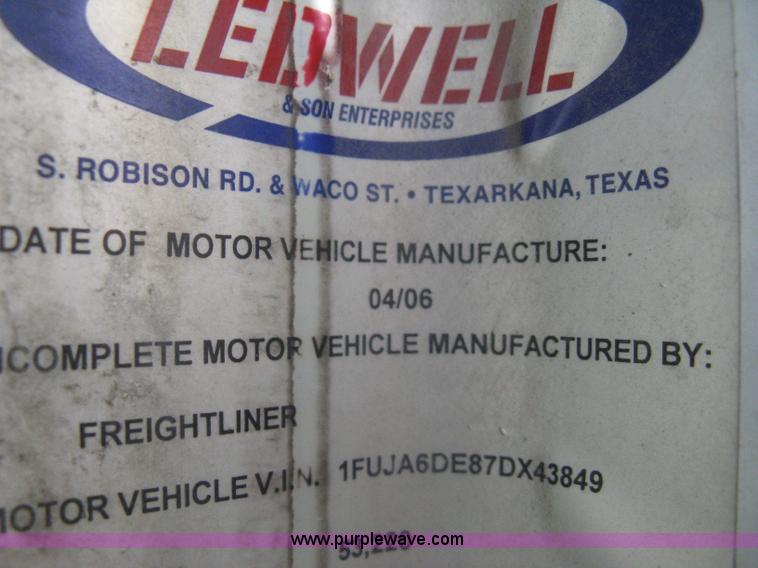 LEDWELL
& SON ENTERPRISES
S. ROBISON RD. & WACO ST. • TEXARKANA, TEXAS
DATE OF MOTOR VEHICLE MANUFACTURE:
04/06
NCOMPLETE MOTOR VEHICLE MANUFACTURED BY:
FREIGHTLINER
MOTOR VEHICLE V.I.N. 1FUJA6DE87DX43849
www.purplewave.com